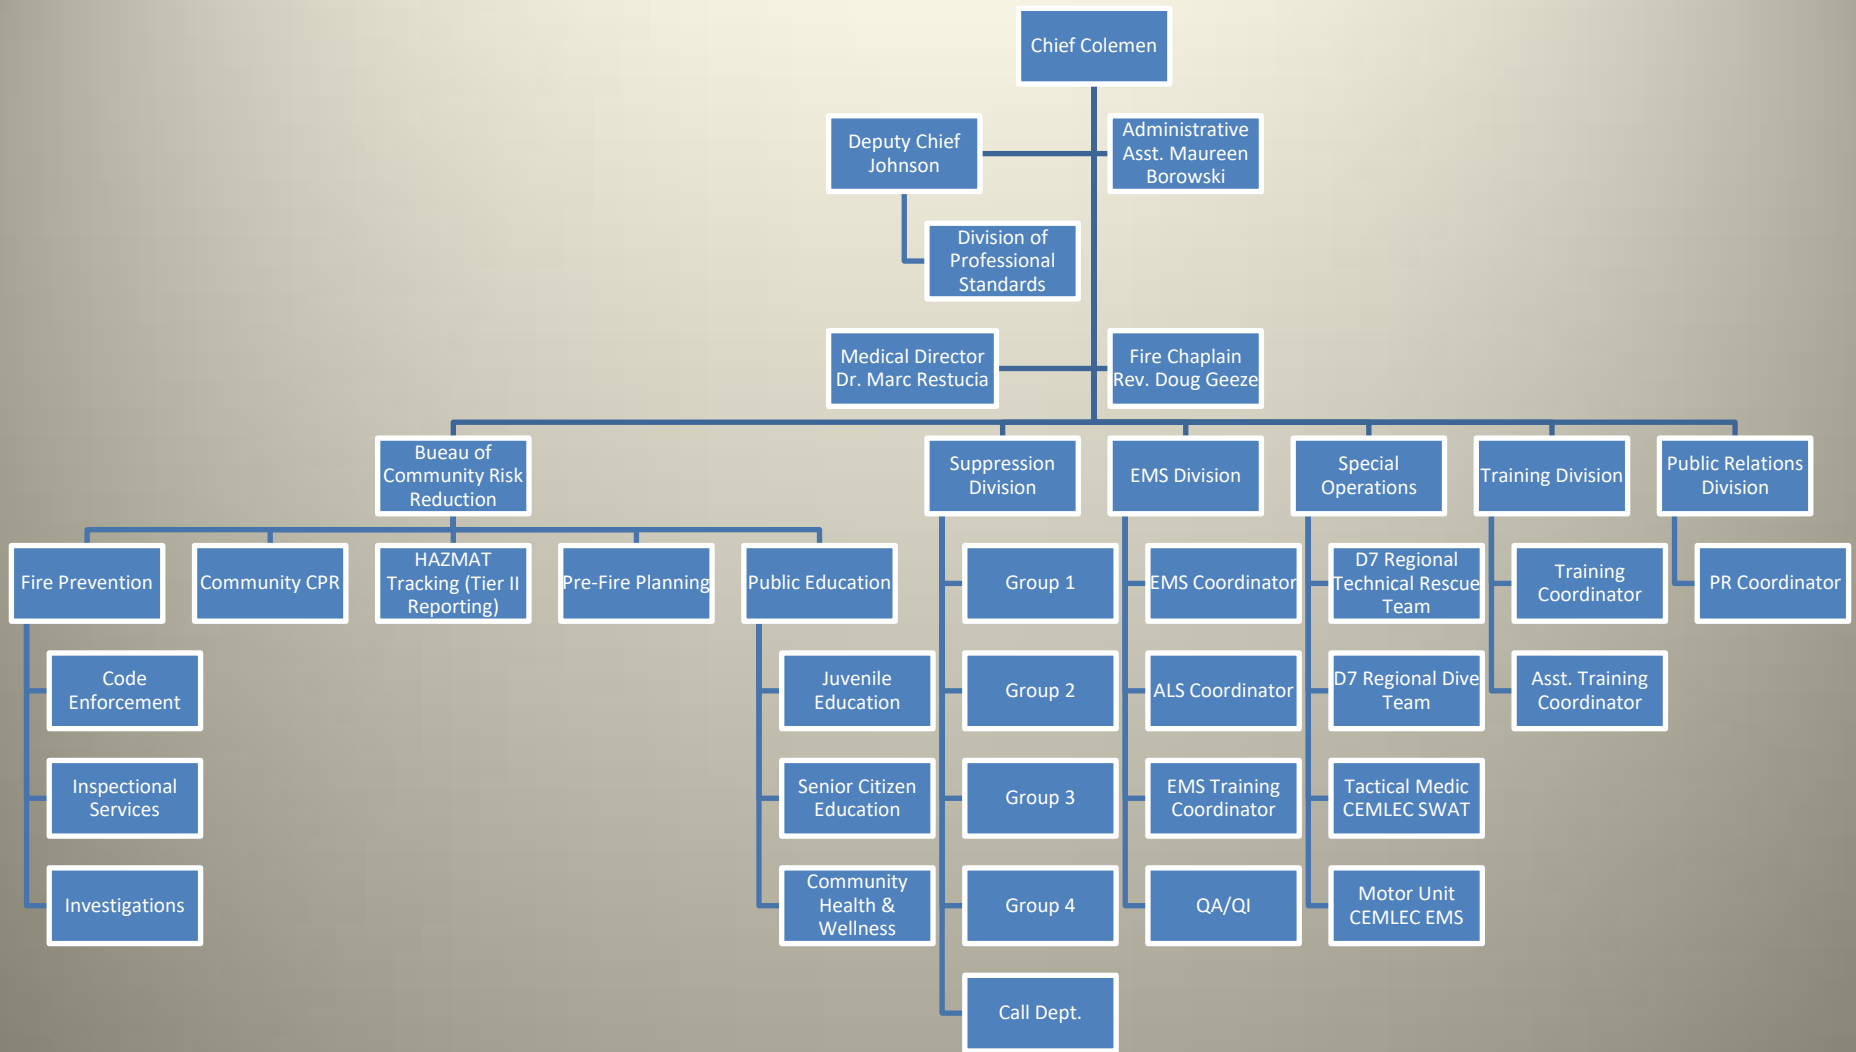 Chief Colemen
Deputy Chief
Johnson
Administrative
Asst. Maureen
Borowski
Division of
Professional
Standards
Medical Director
Dr. Marc Restucia
Fire Chaplain
Rev. Doug Geeze
Bueau of
Community Risk
Reduction
Suppression
Division
EMS Division
Special
Operations
Training Division
Public Relations
Division
Fire Prevention
Community CPR
HAZMAT
Tracking (Tier II
Reporting)
Pre-Fire Planning
Public Education
Group 1
EMS Coordinator
D7 Regional
Technical Rescue
Team
Training
Coordinator
PR Coordinator
Code
Enforcement
Juvenile
Education
Group 2
ALS Coordinator
D7 Regional Dive
Team
Asst. Training
Coordinator
Inspectional
Services
Senior Citizen
Education
Group 3
EMS Training
Coordinator
Tactical Medic
CEMLEC SWAT
Investigations
Community
Health &
Wellness
Group 4
QA/QI
Motor Unit
CEMLEC EMS
Call Dept.